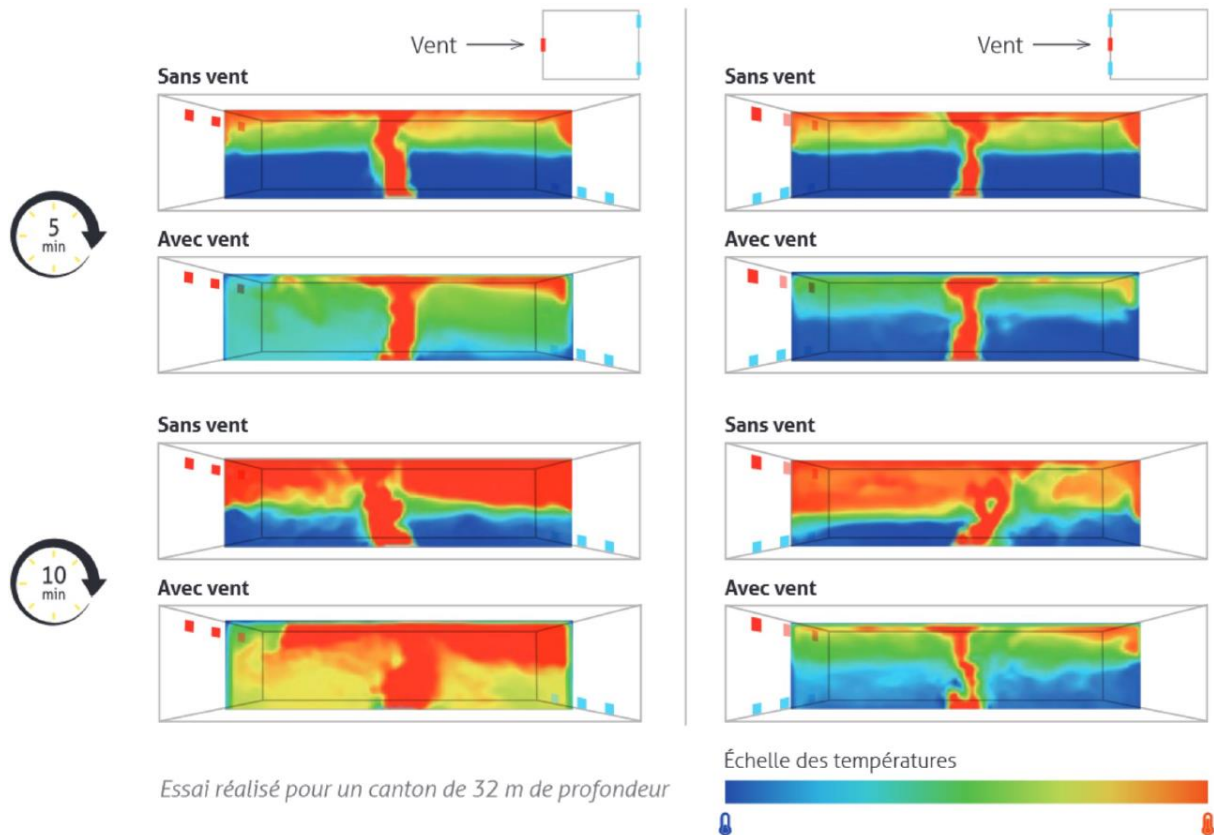 Vent
Vent
Sans vent
Sans vent
5
min
Avec vent
Avec vent
Sans vent
Sans vent
10
min
Avec vent
Avec vent
Essai réalisé pour un canton de 32 m de profondeur
Échelle des températures